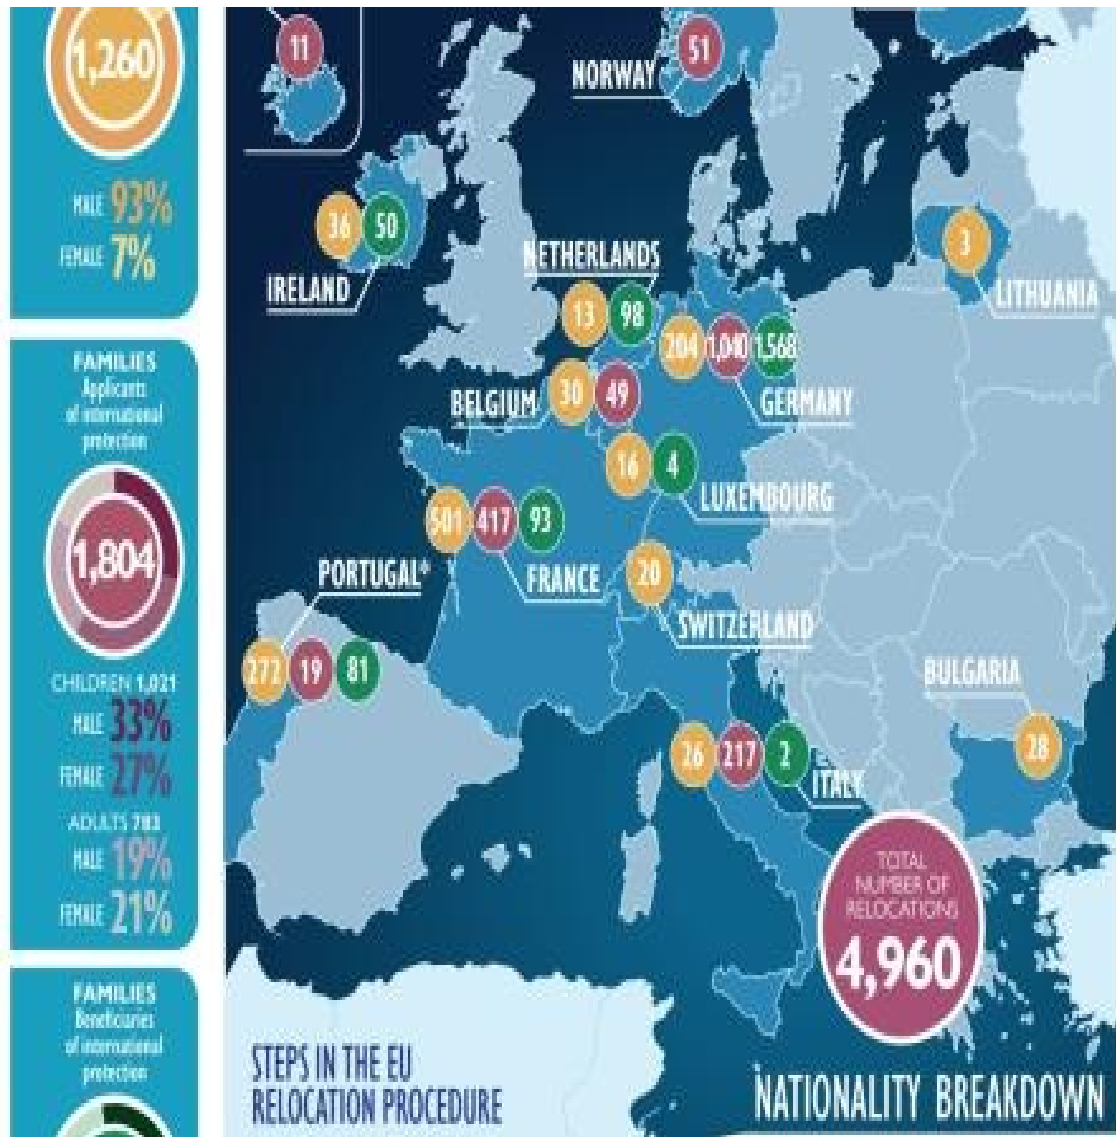 1,260
MALE 93%
FEMALE 7%
FAMILIES
Applicants
of international
protection
1,804
CHILDREN 1,021
MALE 33%
FEMALE 27%
ADULTS 783
MALE 19%
FEMALE 21%
FAMILIES
Beneficiaries
of international
protection
11
51
NORWAY
36 50
IRELAND
3
LITHUANIA
NETHERLANDS
13 98
204 1,040 1,568
GERMANY
BELGIUM 30 49
16 4
LUXEMBOURG
501 417 93
FRANCE
PORTUGAL*
272 19 81
20
SWITZERLAND
BULGARIA
28
26 217 2
ITALY
TOTAL
NUMBER OF
RELOCATIONS
4,960
STEPS IN THE EU
RELOCATION PROCEDURE
NATIONALITY BREAKDOWN